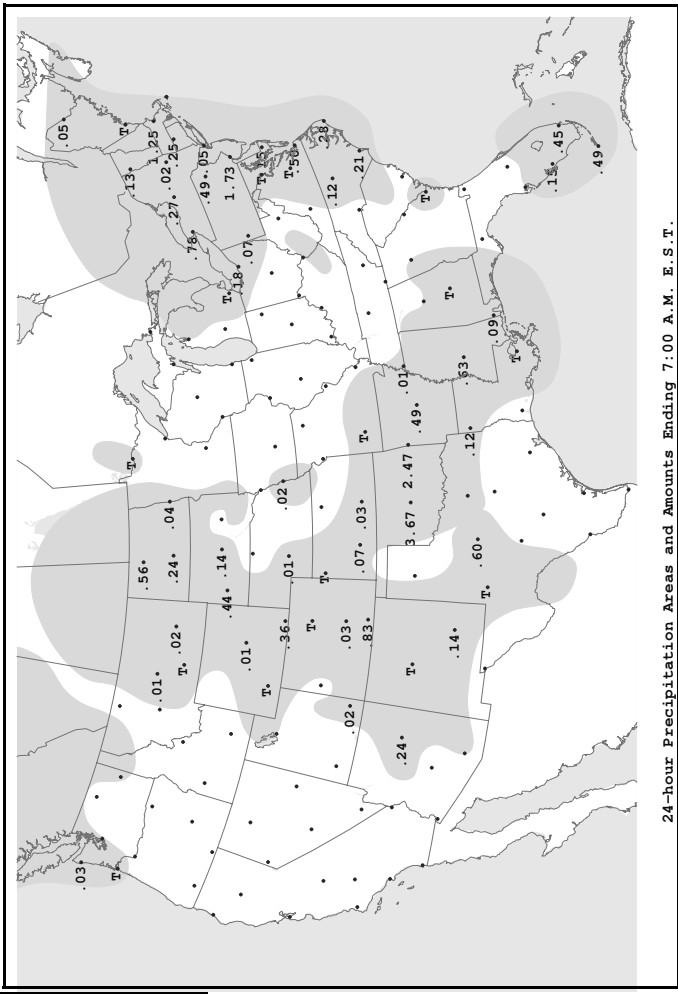 .05
.03
T
T
.13
T
.56
1.25
.01
.02
.04
.24
.25
.27
.02
T
.78
.05
.49
.14
.44
T
1.73
.18
.01
.07
T
.15
T
.02
.36
.01
T
.50
T
.28
T
.12
.03
.02
.21
.07
.03
T
.83
.24
.01
3.67
2.47
T
.49
T
T
.14
.63
.12
.60
T
.09
T
.15
.45
.49
24-hour Precipitation Areas and Amounts Ending 7:00 A.M. E.S.T.